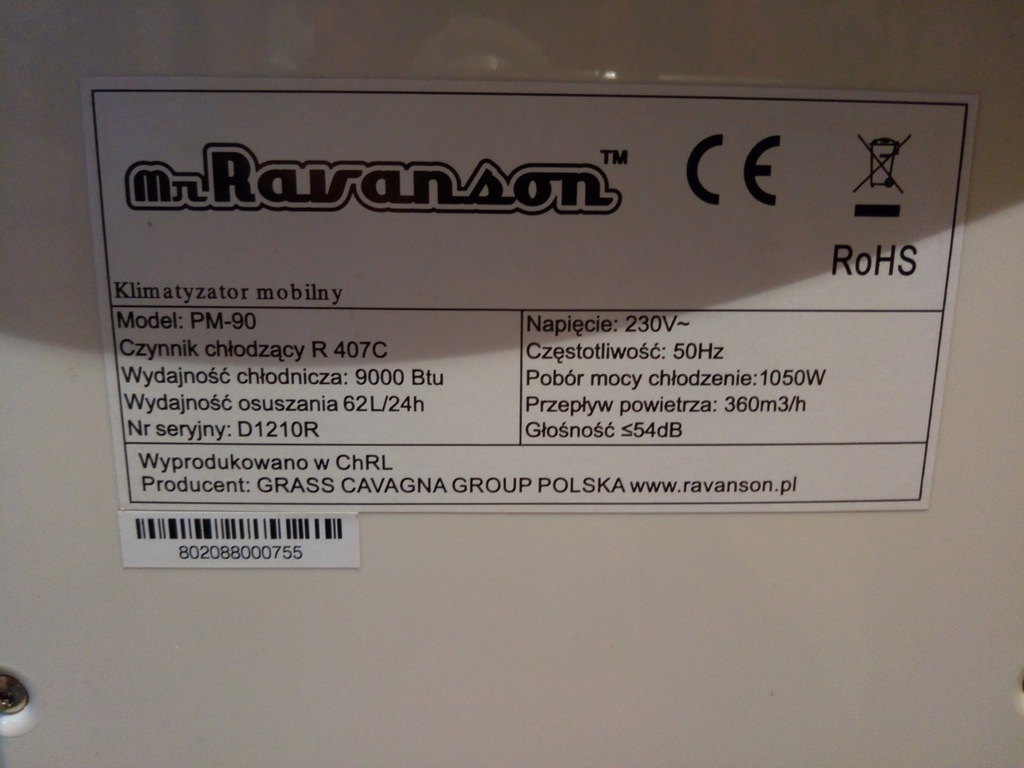 Mr Ravanson™
CE
RoHS
Klimatyzator mobilny
Model: PM-90
Czynnik chłodzący R 407C
Wydajność chłodnicza: 9000 Btu
Wydajność osuszania 62L/24h
Nr seryjny: D1210R
Napięcie: 230V~
Częstotliwość: 50Hz
Pobór mocy chłodzenie:1050W
Przepływ powietrza: 360m3/h
Głośność ≤54dB
Wyprodukowano w ChRL
Producent: GRASS CAVAGNA GROUP POLSKA www.ravanson.pl
802088000755